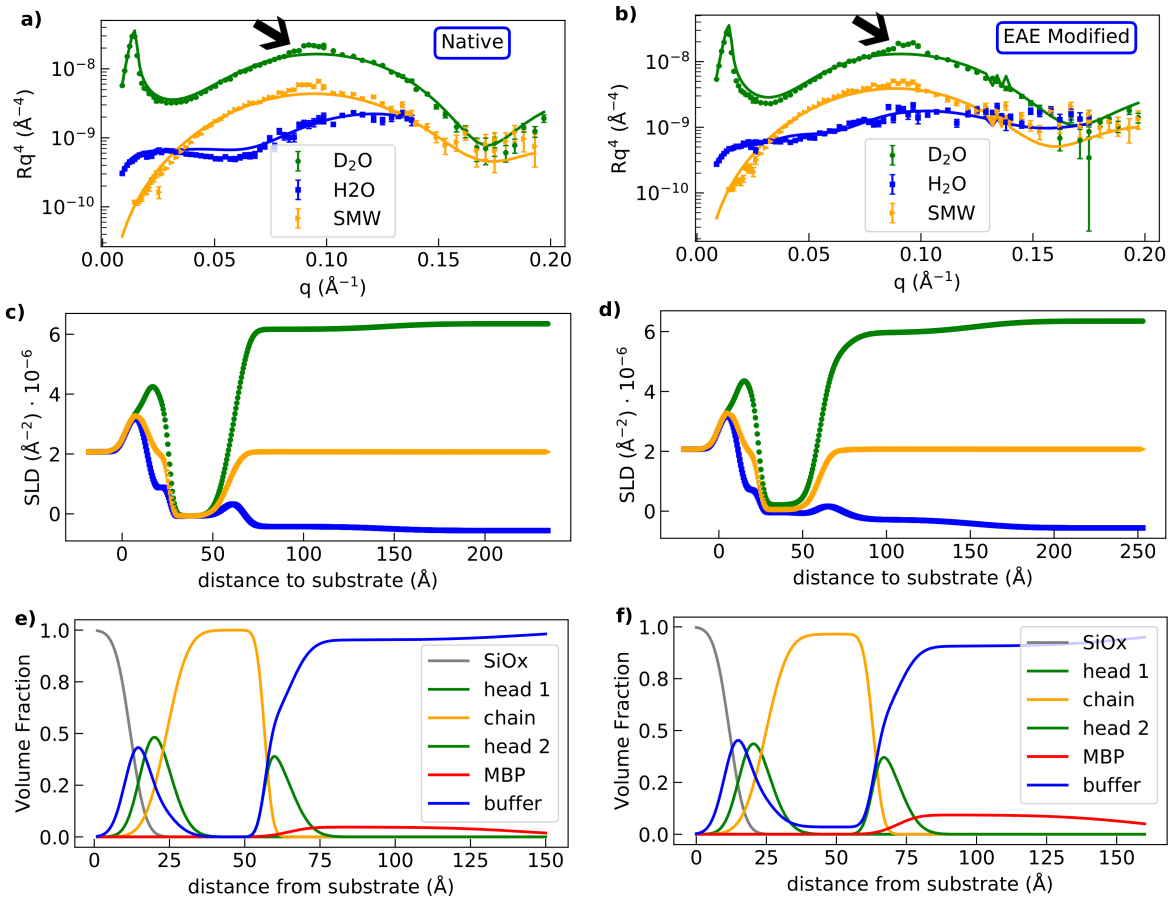 a)
Native
Rq⁴ (Å⁻⁴)
10⁻⁸
10⁻⁹
10⁻¹⁰
D₂O
H2O
SMW
0.00 0.05 0.10 0.15 0.20
q (Å⁻¹)
b)
EAE Modified
Rq⁴ (Å⁻⁴)
10⁻⁸
10⁻⁹
10⁻¹⁰
D₂O
H₂O
SMW
0.00 0.05 0.10 0.15 0.20
q (Å⁻¹)
c)
SLD (Å⁻²) · 10⁻⁶
6
4
2
0
0 50 100 150 200
distance to substrate (Å)
d)
SLD (Å⁻²) · 10⁻⁶
6
4
2
0
0 50 100 150 200 250
distance to substrate (Å)
e)
Volume Fraction
1.0
0.8
0.5
0.2
0.0
SiOx
head 1
chain
head 2
MBP
buffer
0 25 50 75 100 125 150
distance from substrate (Å)
f)
Volume Fraction
1.0
0.8
0.5
0.2
0.0
SiOx
head 1
chain
head 2
MBP
buffer
0 25 50 75 100 125 150
distance from substrate (Å)